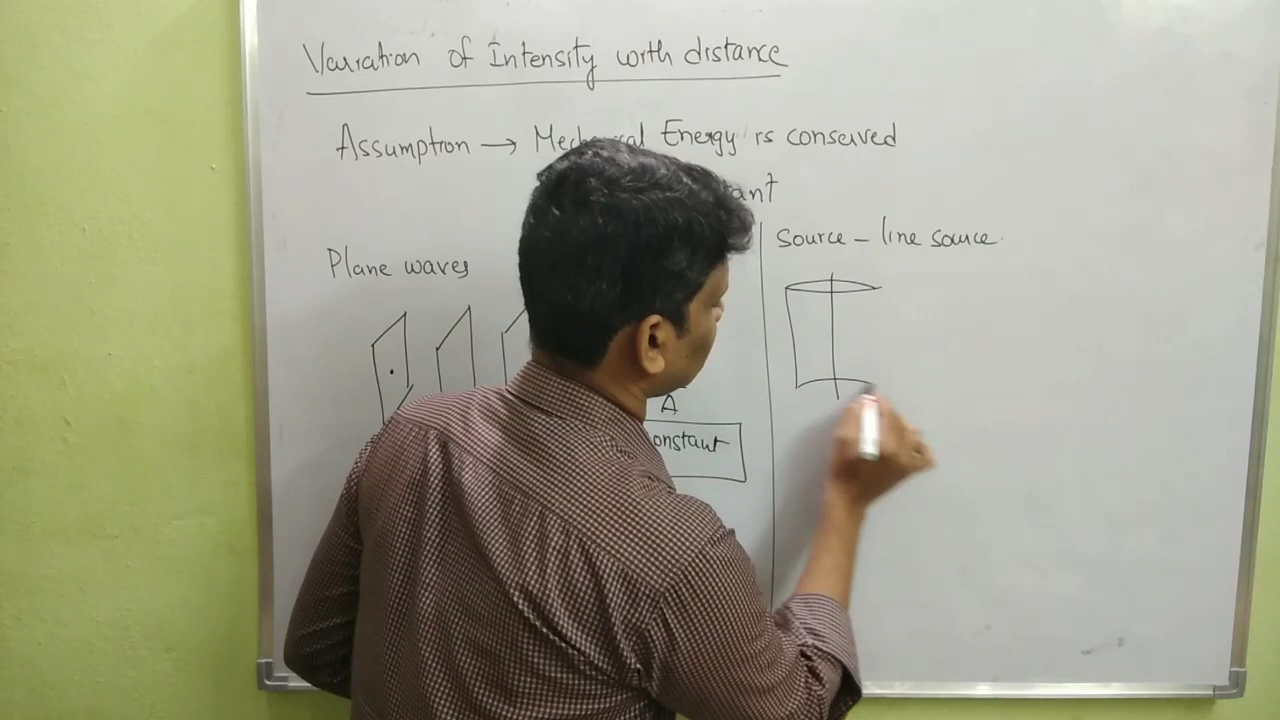 Variation of Intensity with distance
Assumption → Mechanical Energy is conserved
ant
Plane waves
A
onstant
Source - line source.